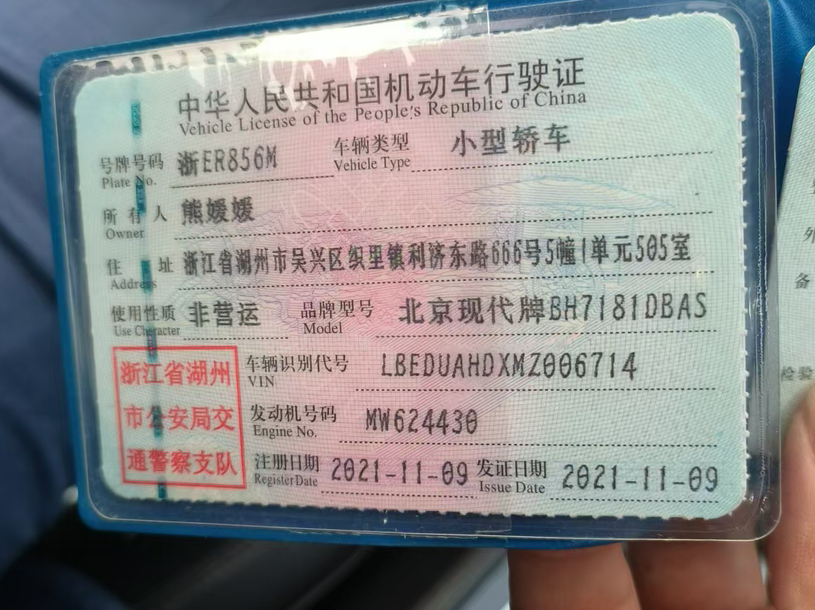 中华人民共和国机动车行驶证
Vehicle License of the People's Republic of China
号牌号码 浙ER856M 车辆类型 小型轿车
Plate No. Vehicle Type
所有人 熊媛媛
Owner
住址 浙江省湖州市吴兴区织里镇利济东路666号5幢1单元505室
Address
使用性质 非营运 品牌型号 北京现代牌BH7181DBAS
Use Character Model
浙江省湖州
市公安局交
通警察支队
车辆识别代号 LBEDUAHDXMZ006714
VIN
发动机号码 MW624430
Engine No.
注册日期 2021-11-09 发证日期 2021-11-09
Register Date Issue Date
外
备
检验